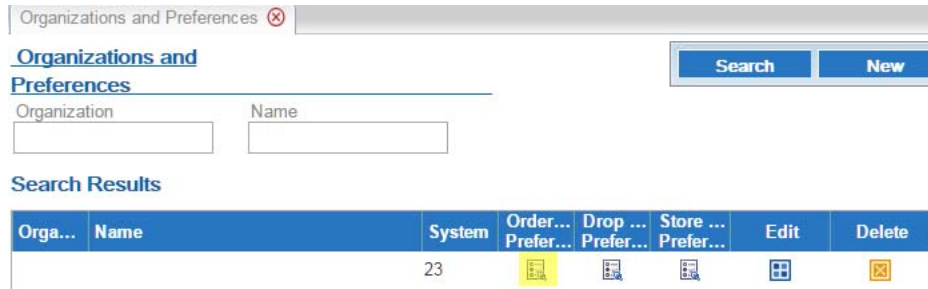 Organizations and Preferences
Organizations and
Preferences
Search
New
Organization
Name
Search Results
Orga...
Name
System
Order...
Prefer...
Drop ...
Prefer...
Store ...
Prefer...
Edit
Delete
23